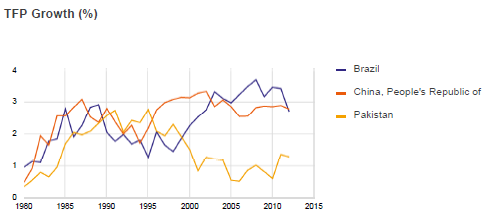 TFP Growth (%)
4
3
2
1
0
1980 1985 1990 1995 2000 2005 2010 2015
Brazil
China, People's Republic of
Pakistan